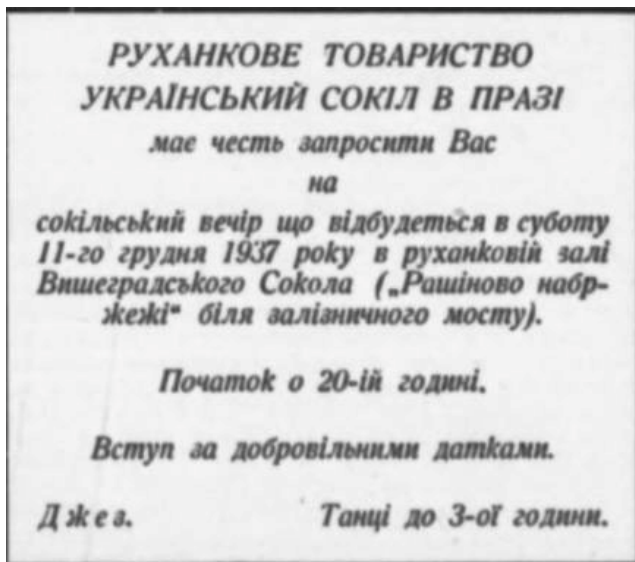 РУХАНКОВЕ ТОВАРИСТВО
УКРАЇНСЬКИЙ СОКІЛ В ПРАЗІ
має честь запросити Вас
на
сокільський вечір що відбудеться в суботу
11-го грудня 1937 року в руханковій залі
Вишеградського Сокола („Рашіново набр-
жежі“ біля залізничного мосту).
Початок о 20-ій годині.
Вступ за добровільними датками.
Джез. Танці до 3-ої години.